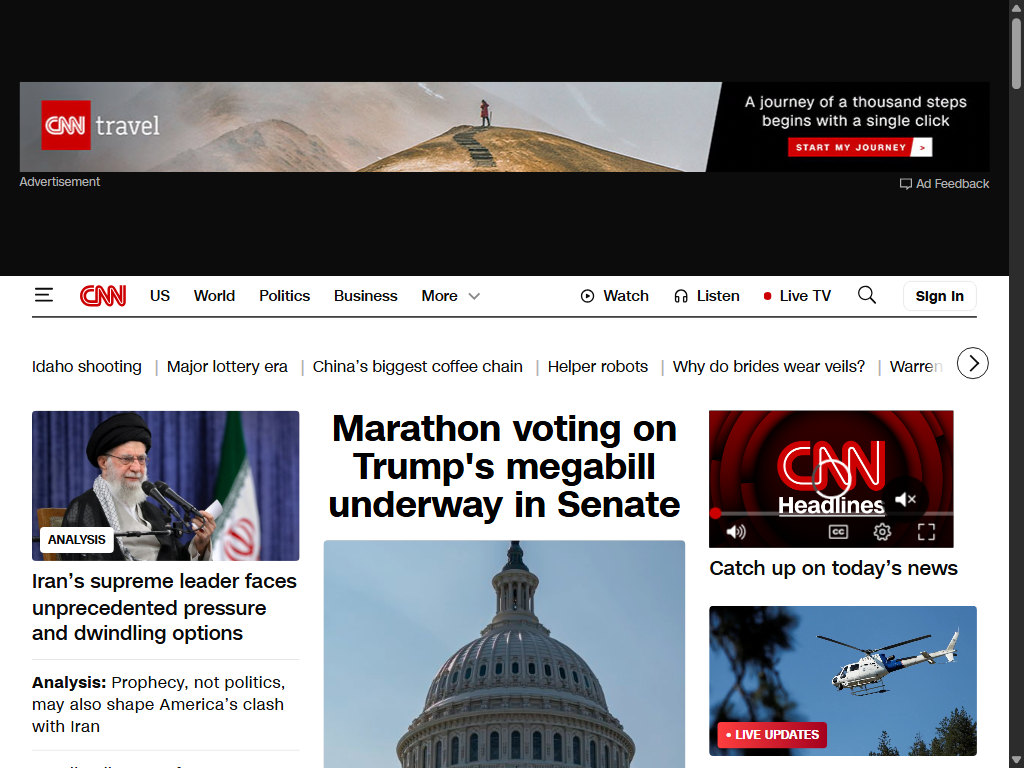 CNN travel
A journey of a thousand steps
begins with a single click
START MY JOURNEY >
Advertisement
Ad Feedback
CNN US World Politics Business More Watch Listen Live TV Sign in
Idaho shooting | Major lottery era | China’s biggest coffee chain | Helper robots | Why do brides wear veils? | Warren
ANALYSIS
Iran’s supreme leader faces
unprecedented pressure
and dwindling options
Analysis: Prophecy, not politics,
may also shape America’s clash
with Iran
Marathon voting on
Trump's megabill
underway in Senate
CNN
Headlines
CC
Catch up on today’s news
• LIVE UPDATES